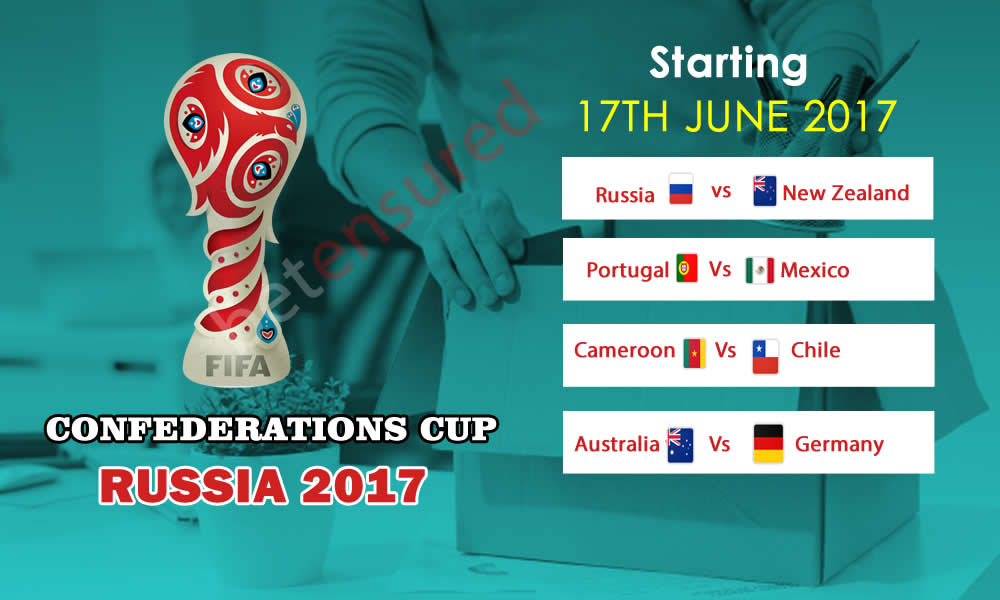 Starting
17TH JUNE 2017
Russia vs New Zealand
Portugal Vs Mexico
Cameroon Vs Chile
Australia Vs Germany
FIFA
CONFEDERATIONS CUP
RUSSIA 2017
betensured